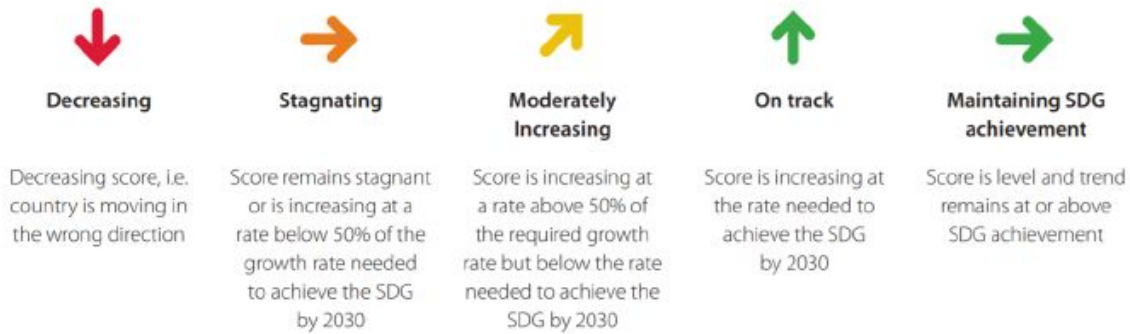 Decreasing
Decreasing score, i.e.
country is moving in
the wrong direction
Stagnating
Score remains stagnant
or is increasing at a
rate below 50% of the
growth rate needed
to achieve the SDG
by 2030
Moderately
Increasing
Score is increasing at
a rate above 50% of
the required growth
rate but below the rate
needed to achieve the
SDG by 2030
On track
Score is increasing at
the rate needed to
achieve the SDG
by 2030
Maintaining SDG
achievement
Score is level and trend
remains at or above
SDG achievement